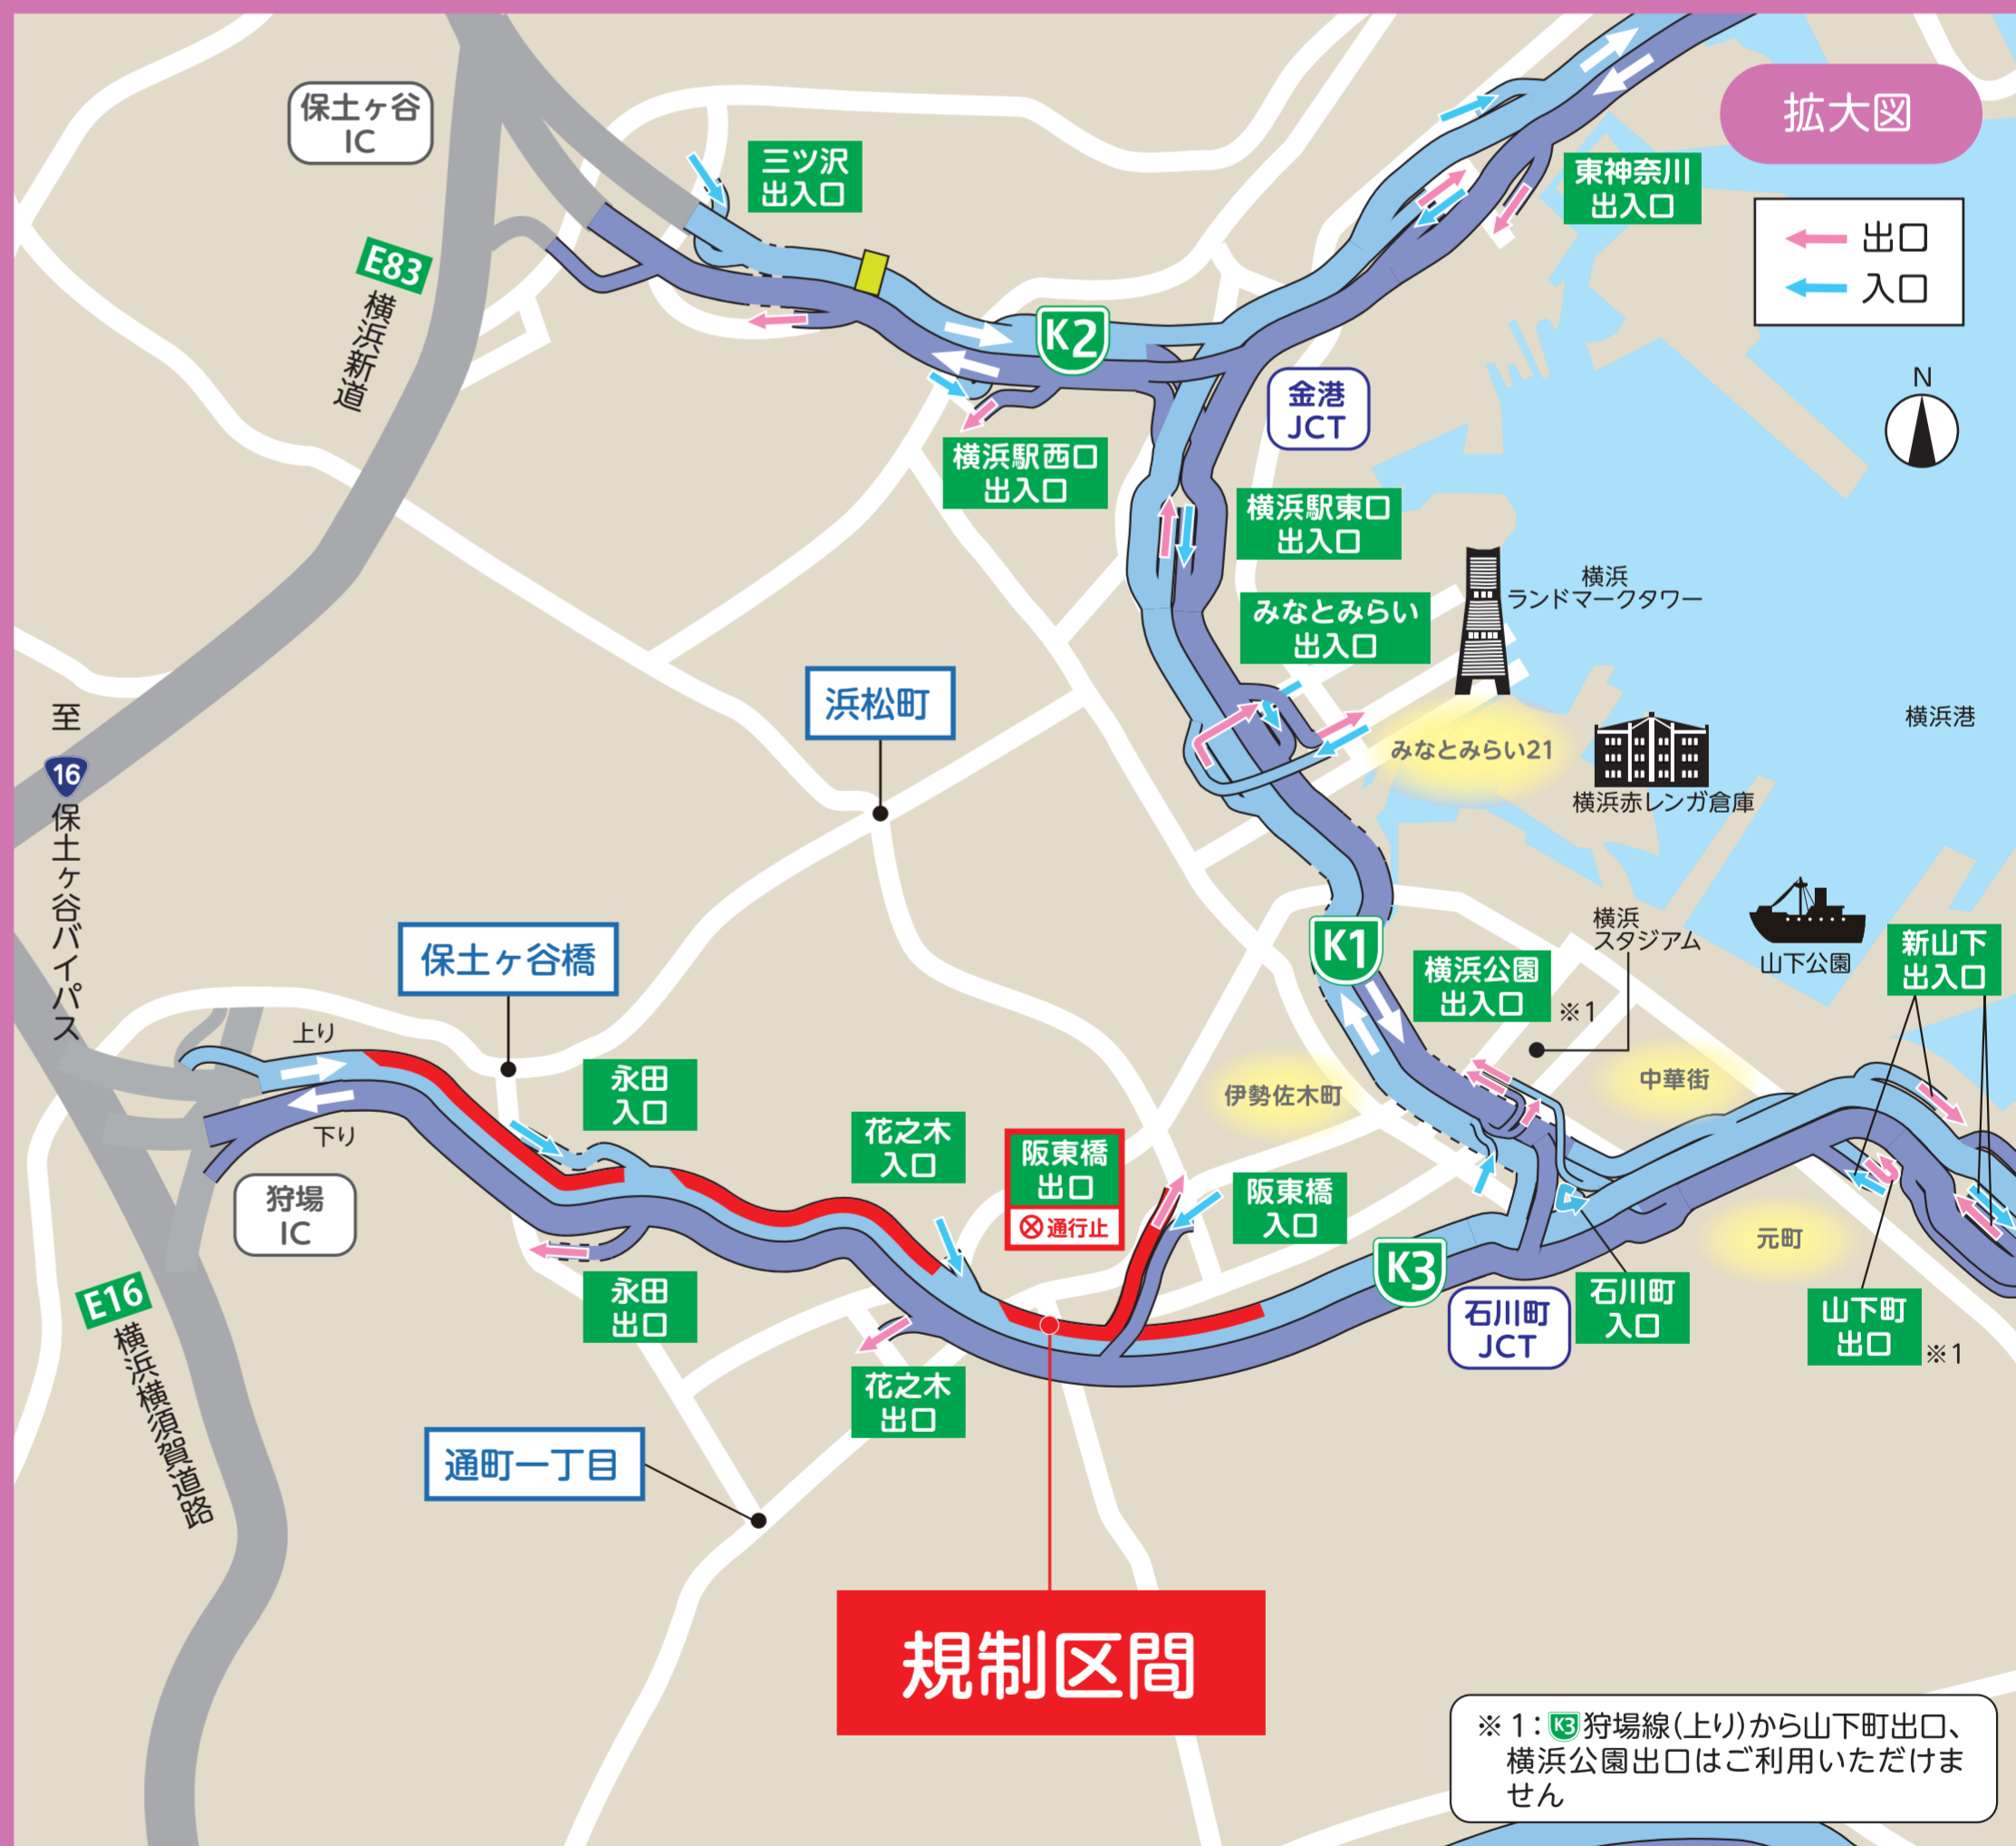 拡大図
保土ヶ谷
IC
三ツ沢
出入口
東神奈川
出入口
出口
入口
E83
横浜新道
K2
金港
JCT
N
横浜駅西口
出入口
横浜駅東口
出入口
横浜
ランドマークタワー
みなとみらい
出入口
浜松町
至
16
保土ヶ谷バイパス
横浜港
みなとみらい21
横浜赤レンガ倉庫
保土ヶ谷橋
K1
横浜公園
出入口
※1
横浜
スタジアム
山下公園
新山下
出入口
上り
下り
永田
入口
花之木
入口
阪東橋
出口
通行止
阪東橋
入口
伊勢佐木町
中華街
元町
狩場
IC
永田
出口
K3
石川町
JCT
石川町
入口
山下町
出口
※1
E16
横浜横須賀道路
花之木
出口
通町一丁目
規制区間
※1：K3狩場線(上り)から山下町出口、
横浜公園出口はご利用いただけま
せん